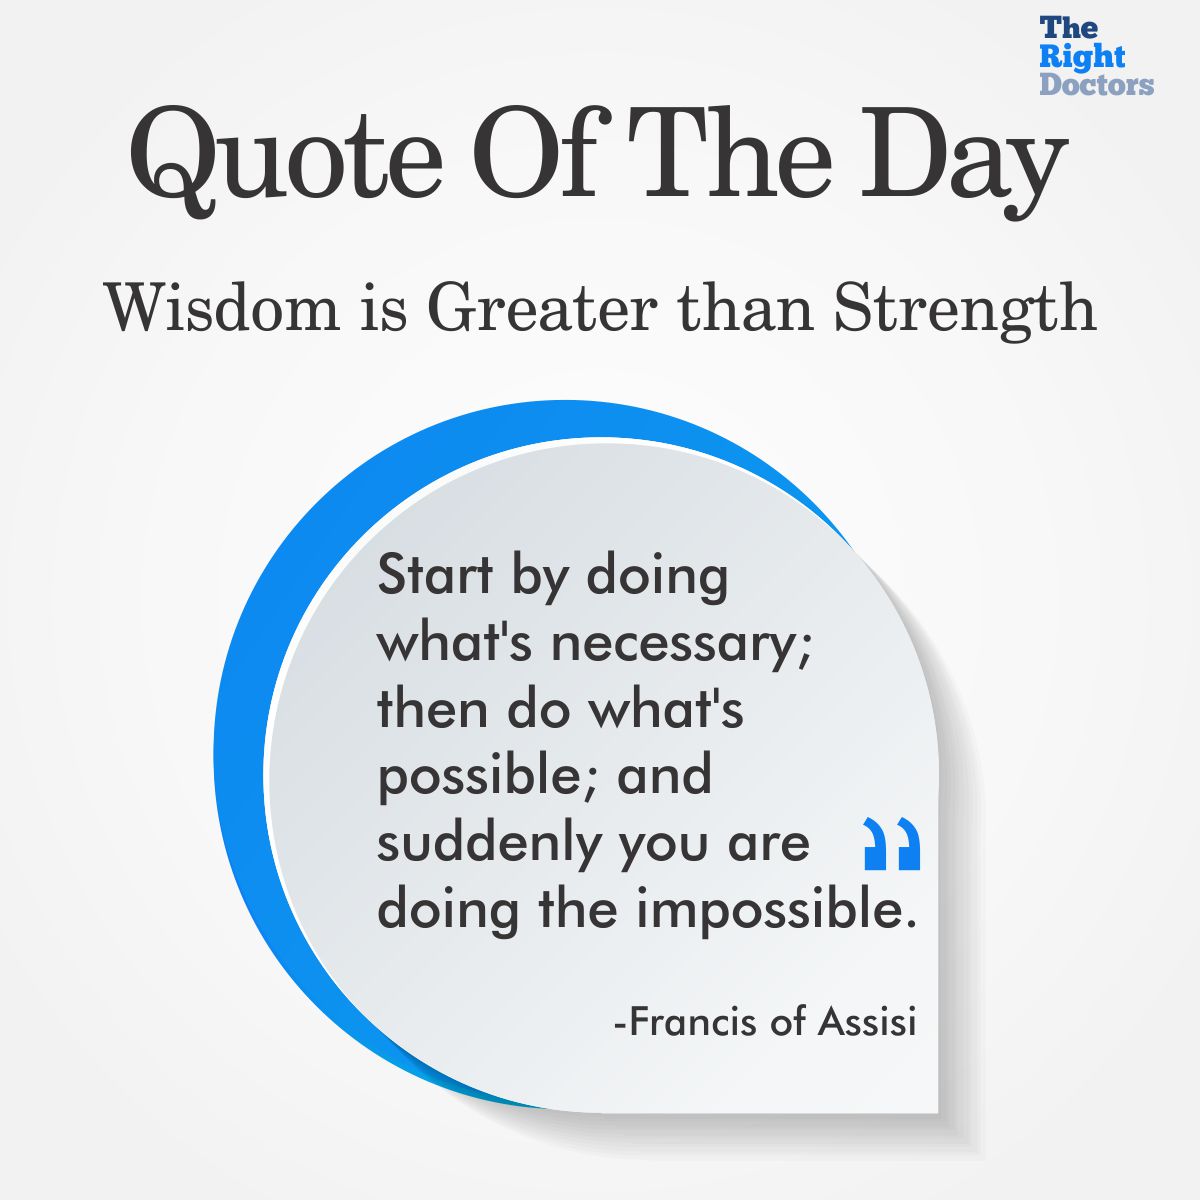 The
Right
Doctors
Quote Of The Day
Wisdom is Greater than Strength
Start by doing
what's necessary;
then do what's
possible; and
suddenly you are
doing the impossible.
"
-Francis of Assisi